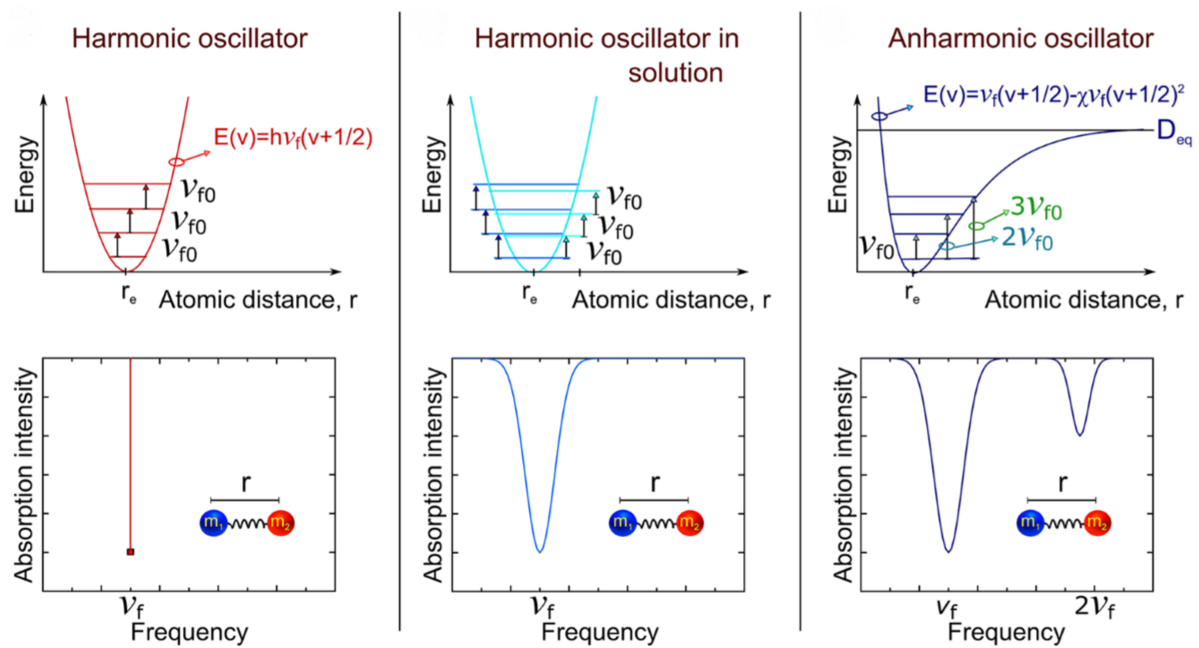 Harmonic oscillator
Energy
E(v)=hνf(v+1/2)
νf0
νf0
νf0
re
Atomic distance, r
Absorption intensity
r
m1
m2
νf
Frequency
Harmonic oscillator in
solution
Energy
νf0
νf0
νf0
re
Atomic distance, r
Absorption intensity
r
m1
m2
νf
Frequency
Anharmonic oscillator
Energy
E(v)=νf(v+1/2)-χνf(v+1/2)²
Deq
3νf0
2νf0
νf0
re
Atomic distance, r
Absorption intensity
r
m1
m2
νf
2νf
Frequency